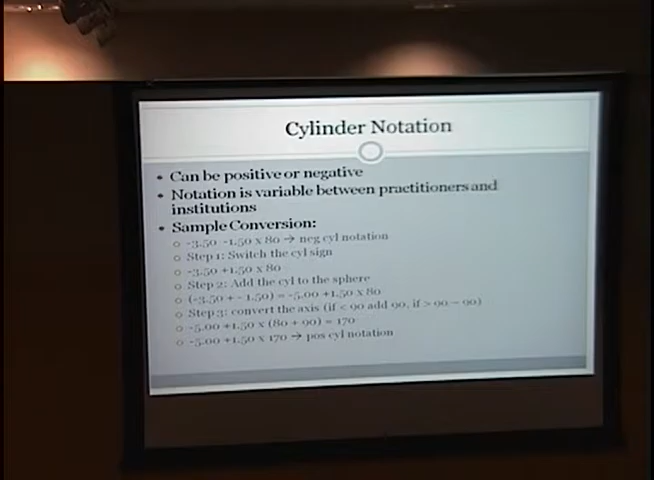 Cylinder Notation
• Can be positive or negative
• Notation is variable between practitioners and
institutions
• Sample Conversion:
○ -3.50 -1.50 x 80 → neg cyl notation
○ Step 1: Switch the cyl sign
○ -3.50 +1.50 x 80
○ Step 2: Add the cyl to the sphere
○ (-3.50 + - 1.50) = -5.00 +1.50 x 80
○ Step 3: convert the axis (if < 90 add 90, if > 90 – 90)
○ -5.00 +1.50 x (80 + 90) = 170
○ -5.00 +1.50 x 170 → pos cyl notation